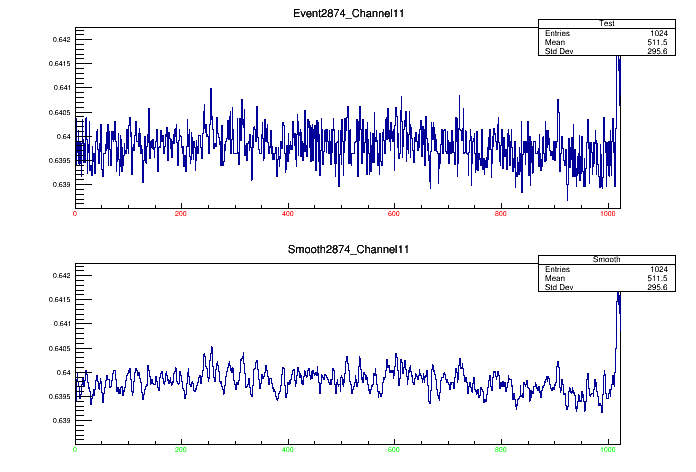 Event2874_Channel11
Test
Entries 1024
Mean 511.5
Std Dev 295.6
0.642
0.6415
0.641
0.6405
0.64
0.6395
0.639
0 200 400 600 800 1000
Smooth2874_Channel11
Smooth
Entries 1024
Mean 511.5
Std Dev 295.6
0.642
0.6415
0.641
0.6405
0.64
0.6395
0.639
0 200 400 600 800 1000